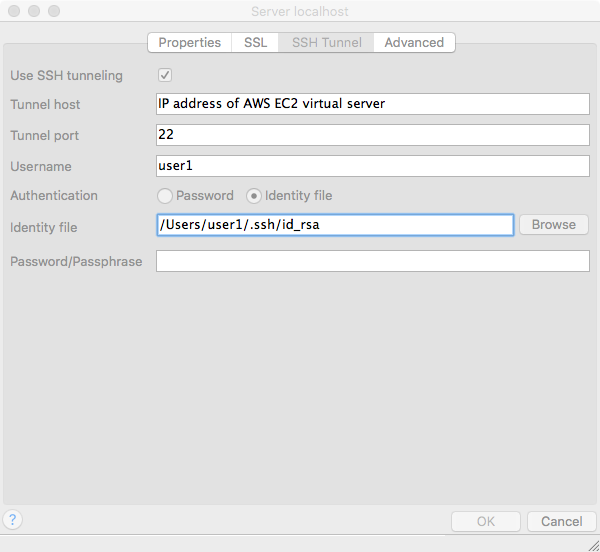 Server localhost
Properties SSL SSH Tunnel Advanced
Use SSH tunneling
Tunnel host IP address of AWS EC2 virtual server
Tunnel port 22
Username user1
Authentication Password Identity file
Identity file /Users/user1/.ssh/id_rsa Browse
Password/Passphrase
? OK Cancel